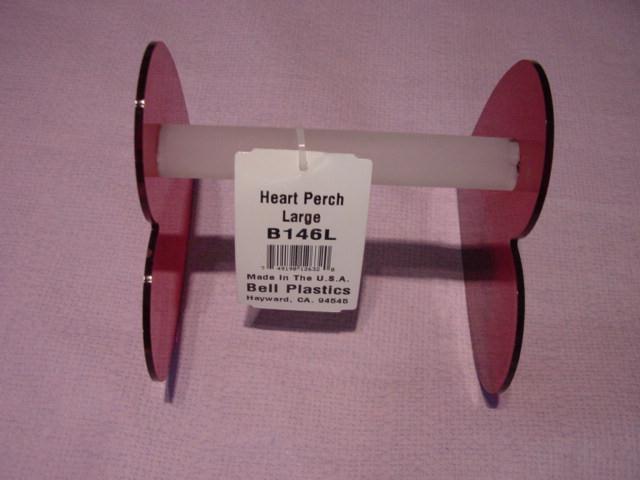 Heart Perch
Large
B146L
Made In The U.S.A.
Bell Plastics
Hayward, CA. 94545